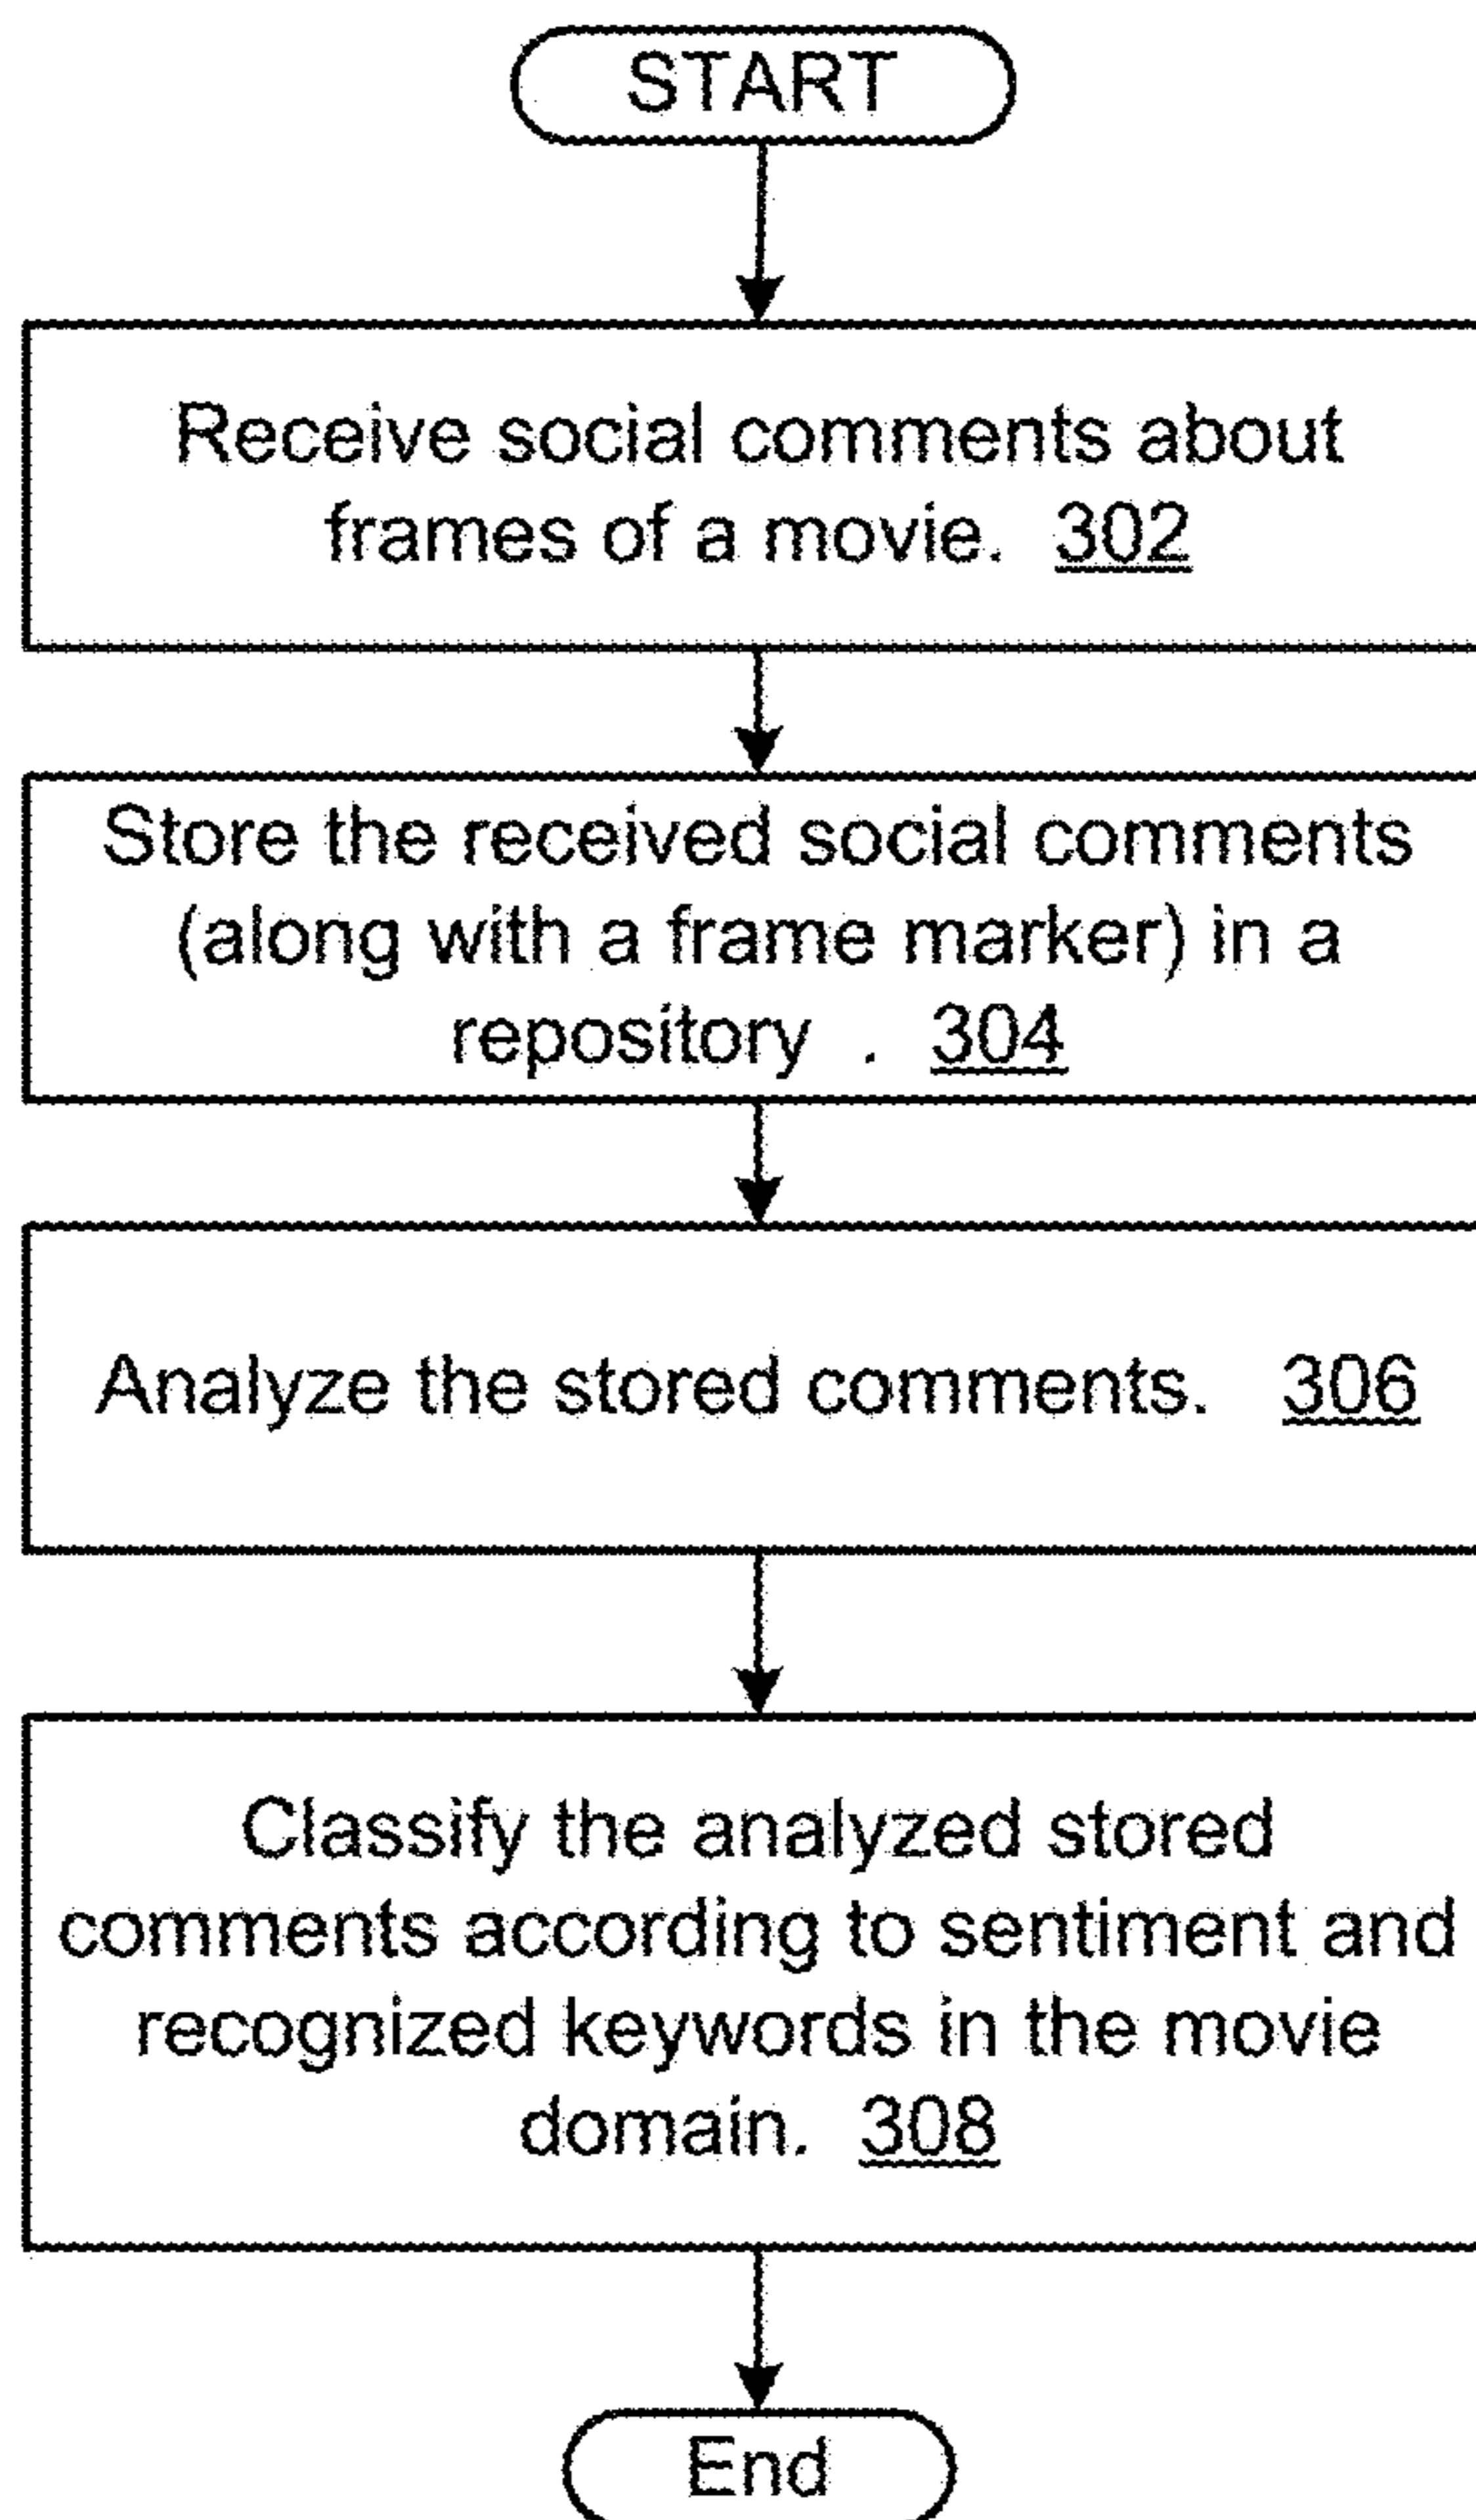 START
Receive social comments about
frames of a movie. 302
Store the received social comments
(along with a frame marker) in a
repository . 304
Analyze the stored comments. 306
Classify the analyzed stored
comments according to sentiment and
recognized keywords in the movie
domain. 308
End